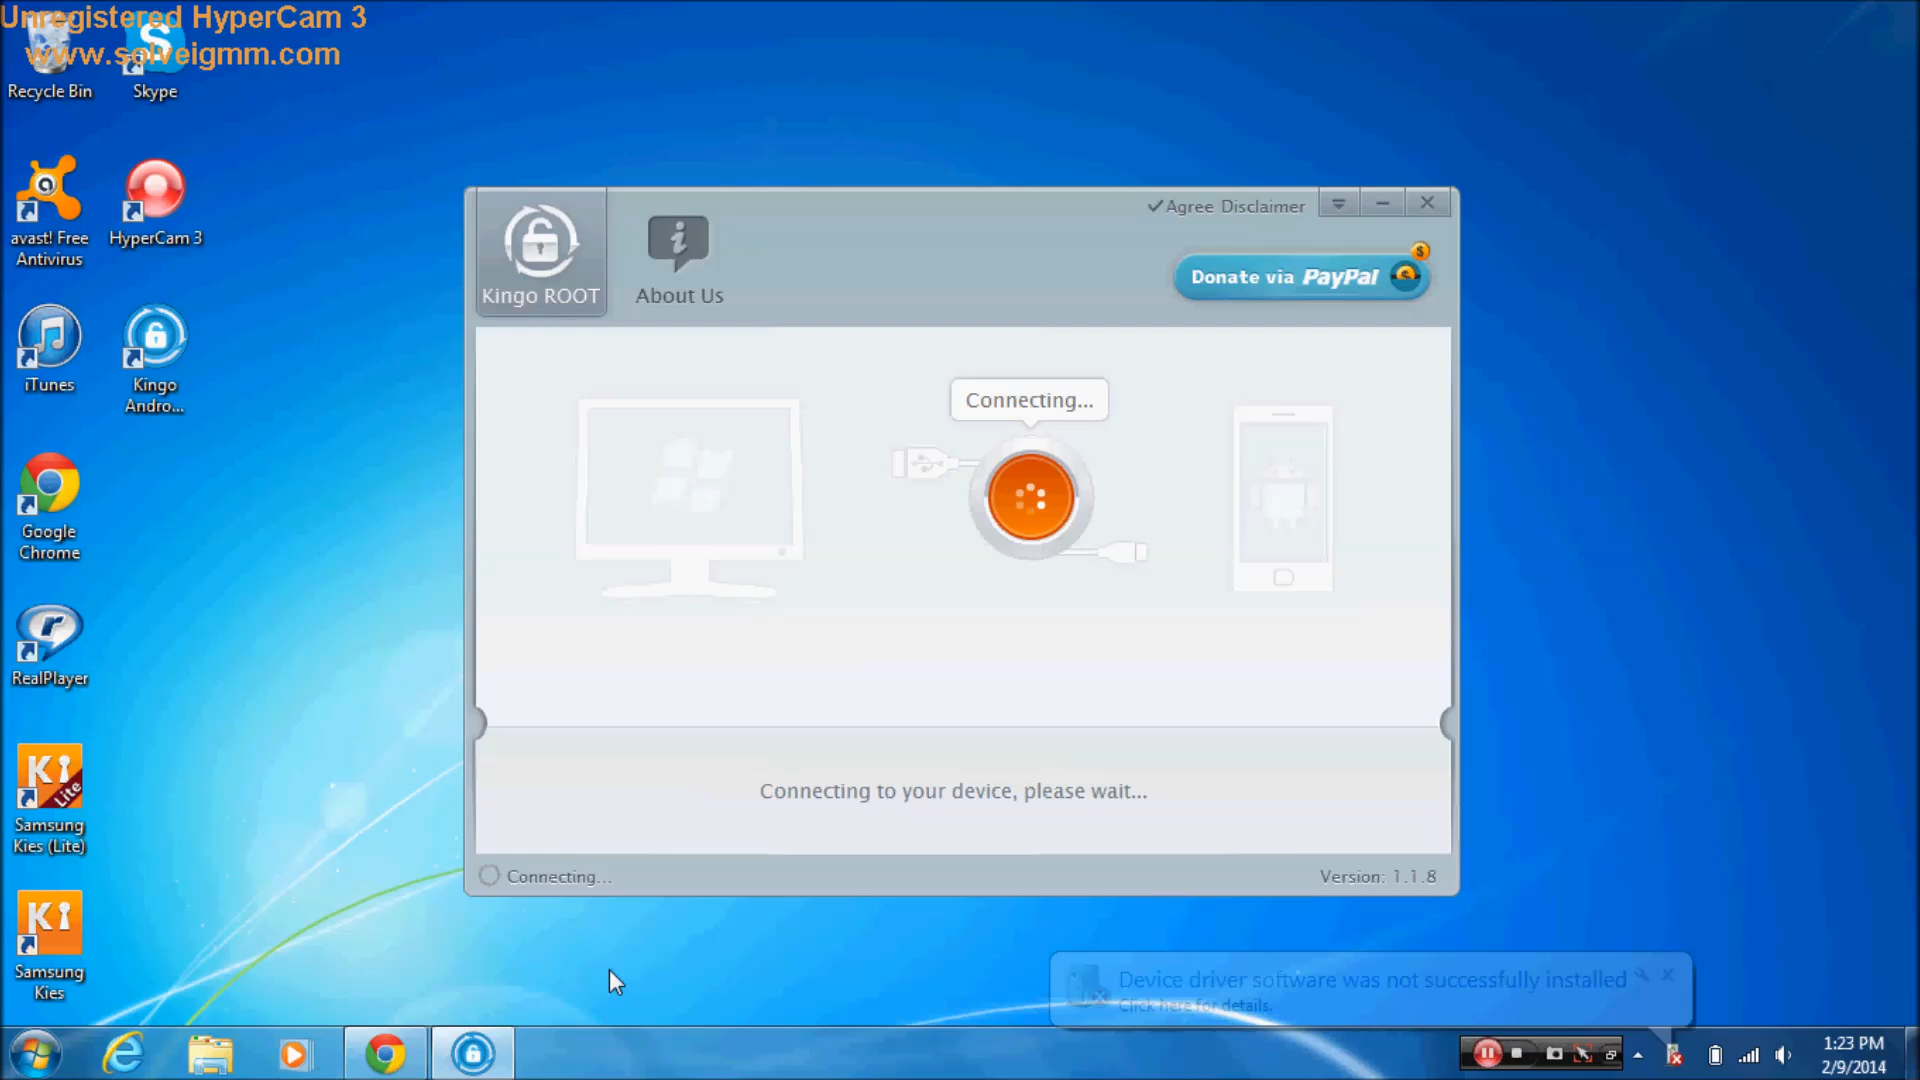 Unregistered HyperCam 3
www.solveigmm.com
Recycle Bin
Skype
avast! Free
Antivirus
HyperCam 3
iTunes
Kingo
Andro...
Google
Chrome
RealPlayer
Lite
Samsung
Kies (Lite)
Samsung
Kies
Kingo ROOT
About Us
Agree Disclaimer
Donate via PayPal
Connecting...
Connecting to your device, please wait...
Connecting...
Version: 1.1.8
Device driver software was not successfully installed
Click here for details.
1:23 PM
2/9/2014